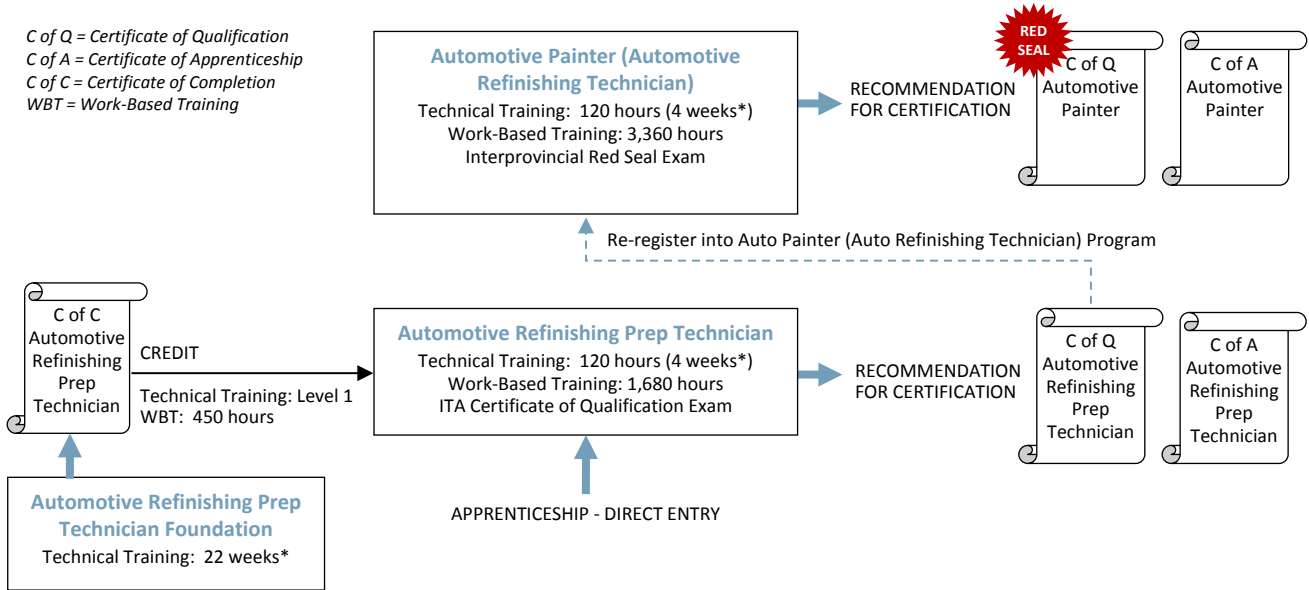 C of Q = Certificate of Qualification
C of A = Certificate of Apprenticeship
C of C = Certificate of Completion
WBT = Work-Based Training
Automotive Painter (Automotive
Refinishing Technician)
Technical Training: 120 hours (4 weeks*)
Work-Based Training: 3,360 hours
Interprovincial Red Seal Exam
RECOMMENDATION
FOR CERTIFICATION
RED
SEAL
C of Q
Automotive
Painter
C of A
Automotive
Painter
Re-register into Auto Painter (Auto Refinishing Technician) Program
C of C
Automotive
Refinishing
Prep
Technician
CREDIT
Technical Training: Level 1
WBT: 450 hours
Automotive Refinishing Prep Technician
Technical Training: 120 hours (4 weeks*)
Work-Based Training: 1,680 hours
ITA Certificate of Qualification Exam
RECOMMENDATION
FOR CERTIFICATION
C of Q
Automotive
Refinishing
Prep
Technician
C of A
Automotive
Refinishing
Prep
Technician
Automotive Refinishing Prep
Technician Foundation
Technical Training: 22 weeks*
APPRENTICESHIP - DIRECT ENTRY